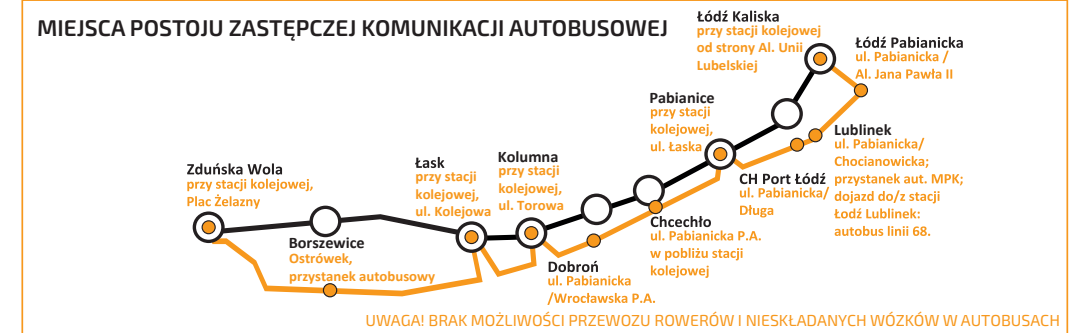 MIEJSCA POSTOJU ZASTĘPCZEJ KOMUNIKACJI AUTOBUSOWEJ
Łódź Kaliska
przy stacji kolejowej
od strony Al. Unii
Lubelskiej
Łódź Pabianicka
ul. Pabianicka /
Al. Jana Pawła II
Pabianice
przy stacji
kolejowej,
ul. Łaska
Lublinek
ul. Pabianicka/
Chocianowicka;
przystanek aut. MPK;
dojazd do/z stacji
Łodź Lublinek:
autobus linii 68.
CH Port Łódź
ul. Pabianicka/
Długa
Kolumna
przy stacji
kolejowej,
ul. Torowa
Łask
przy stacji
kolejowej,
ul. Kolejowa
Zduńska Wola
przy stacji kolejowej,
Plac Żelazny
Borszewice
Ostrówek,
przystanek autobusowy
Chcechło
ul. Pabianicka P.A.
w pobliżu stacji
kolejowej
Dobroń
ul. Pabianicka
/Wrocławska P.A.
UWAGA! BRAK MOŻLIWOŚCI PRZEWOZU ROWERÓW I NIESKŁADANYCH WÓZKÓW W AUTOBUSACH